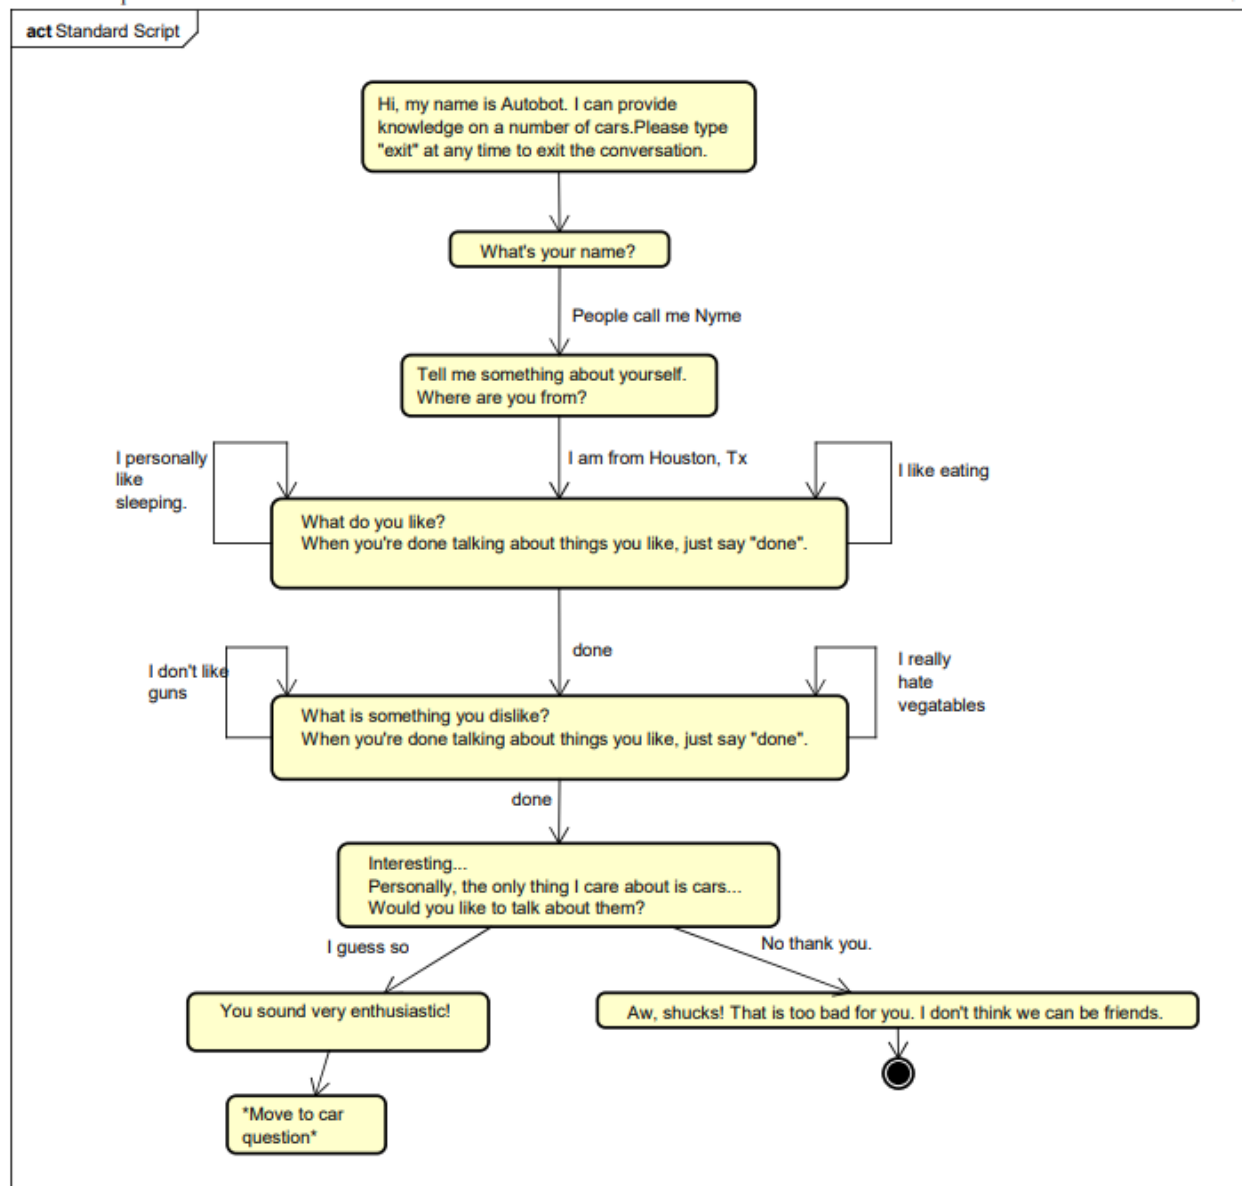 act Standard Script
Hi, my name is Autobot. I can provide
knowledge on a number of cars.Please type
"exit" at any time to exit the conversation.
What's your name?
People call me Nyme
Tell me something about yourself.
Where are you from?
I am from Houston, Tx
I personally
like
sleeping.
I like eating
What do you like?
When you're done talking about things you like, just say "done".
done
I don't like
guns
I really
hate
vegatables
What is something you dislike?
When you're done talking about things you like, just say "done".
done
Interesting...
Personally, the only thing I care about is cars...
Would you like to talk about them?
I guess so
No thank you.
You sound very enthusiastic!
Aw, shucks! That is too bad for you. I don't think we can be friends.
*Move to car
question*